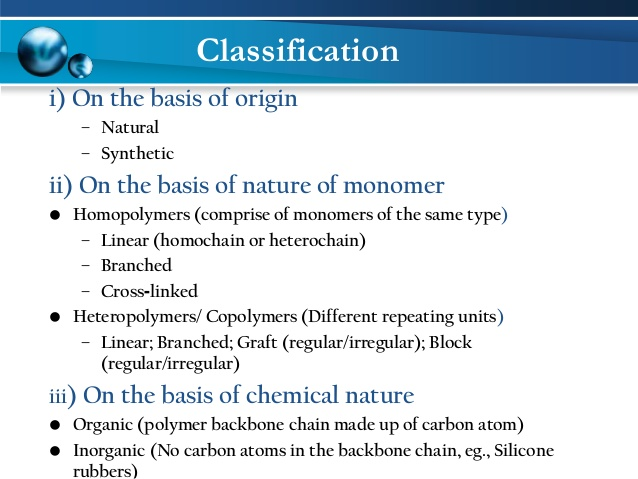 Classification
i) On the basis of origin
– Natural
– Synthetic
ii) On the basis of nature of monomer
● Homopolymers (comprise of monomers of the same type)
– Linear (homochain or heterochain)
– Branched
– Cross-linked
● Heteropolymers/ Copolymers (Different repeating units)
– Linear; Branched; Graft (regular/irregular); Block
(regular/irregular)
iii) On the basis of chemical nature
● Organic (polymer backbone chain made up of carbon atom)
● Inorganic (No carbon atoms in the backbone chain, eg., Silicone
rubbers)